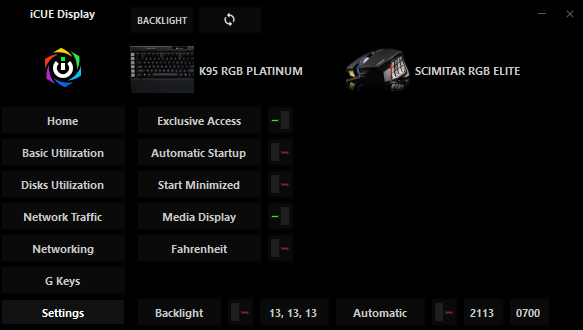 iCUE Display
BACKLIGHT
K95 RGB PLATINUM
SCIMITAR RGB ELITE
Home
Exclusive Access
Basic Utilization
Automatic Startup
Disks Utilization
Start Minimized
Network Traffic
Media Display
Networking
Fahrenheit
G Keys
Settings
Backlight
13, 13, 13
Automatic
2113
0700